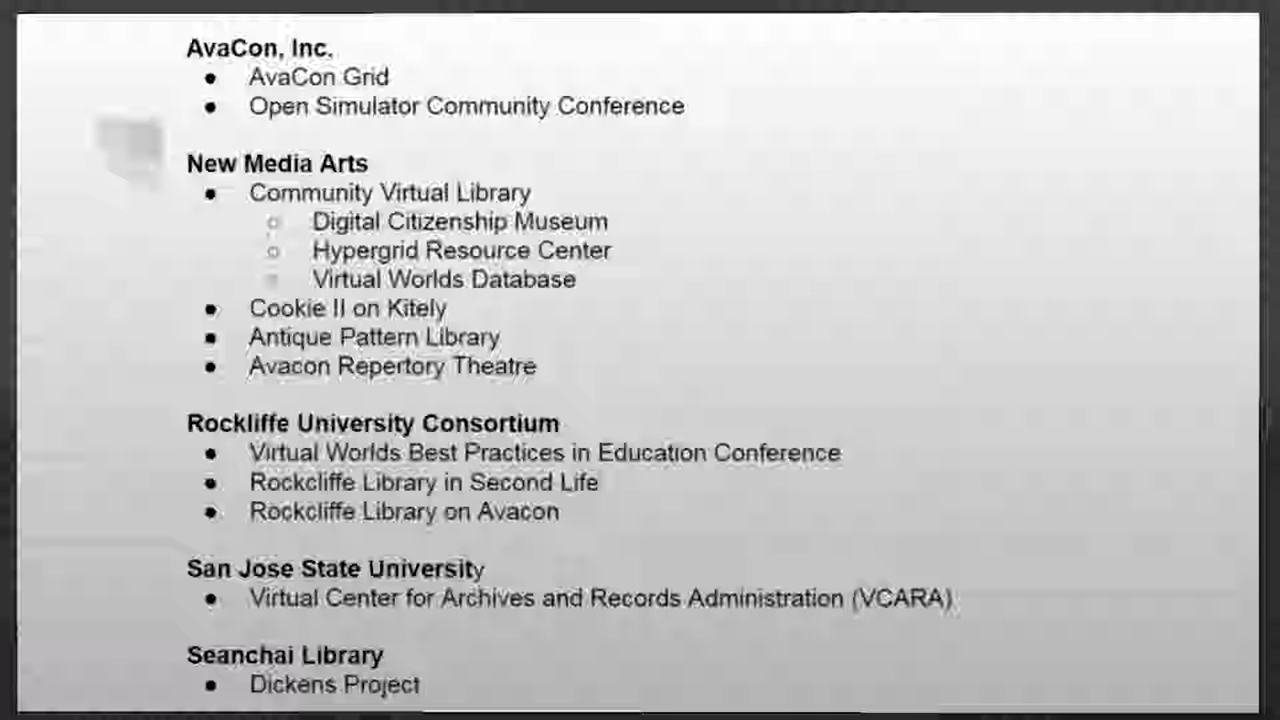 AvaCon, Inc.
● AvaCon Grid
● Open Simulator Community Conference
New Media Arts
● Community Virtual Library
○ Digital Citizenship Museum
○ Hypergrid Resource Center
○ Virtual Worlds Database
● Cookie II on Kitely
● Antique Pattern Library
● Avacon Repertory Theatre
Rockliffe University Consortium
● Virtual Worlds Best Practices in Education Conference
● Rockcliffe Library in Second Life
● Rockcliffe Library on Avacon
San Jose State University
● Virtual Center for Archives and Records Administration (VCARA)
Seanchai Library
● Dickens Project